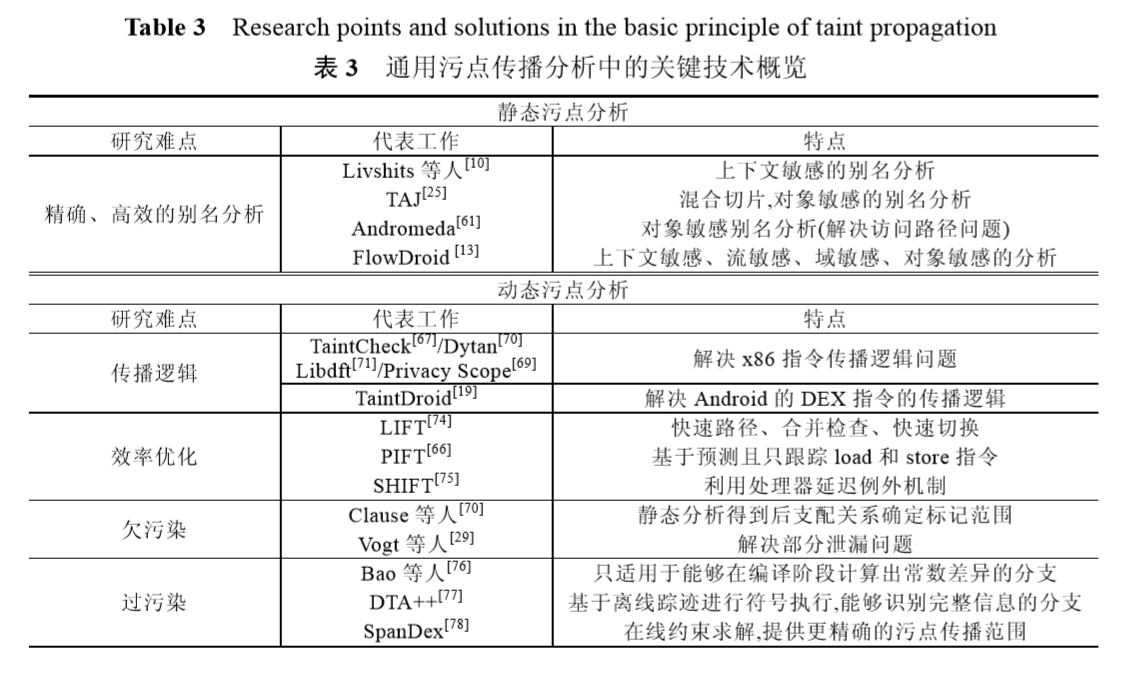 Table 3 Research points and solutions in the basic principle of taint propagation
表 3 通用污点传播分析中的关键技术概览
静态污点分析
研究难点 代表工作 特点
精确、高效的别名分析
Livshits 等人[10] 上下文敏感的别名分析
TAJ[25] 混合切片,对象敏感的别名分析
Andromeda[61] 对象敏感别名分析(解决访问路径问题)
FlowDroid [13] 上下文敏感、流敏感、域敏感、对象敏感的分析
动态污点分析
研究难点 代表工作 特点
传播逻辑
TaintCheck[67]/Dytan[70]
Libdft[71]/Privacy Scope[69]
解决 x86 指令传播逻辑问题
TaintDroid[19] 解决 Android 的 DEX 指令的传播逻辑
效率优化
LIFT[74] 快速路径、合并检查、快速切换
PIFT[66] 基于预测且只跟踪 load 和 store 指令
SHIFT[75] 利用处理器延迟例外机制
欠污染
Clause 等人[70] 静态分析得到后支配关系确定标记范围
Vogt 等人[29] 解决部分泄漏问题
过污染
Bao 等人[76] 只适用于能够在编译阶段计算出常数差异的分支
DTA++[77] 基于离线踪迹进行符号执行,能够识别完整信息的分支
SpanDex[78] 在线约束求解,提供更精确的污点传播范围